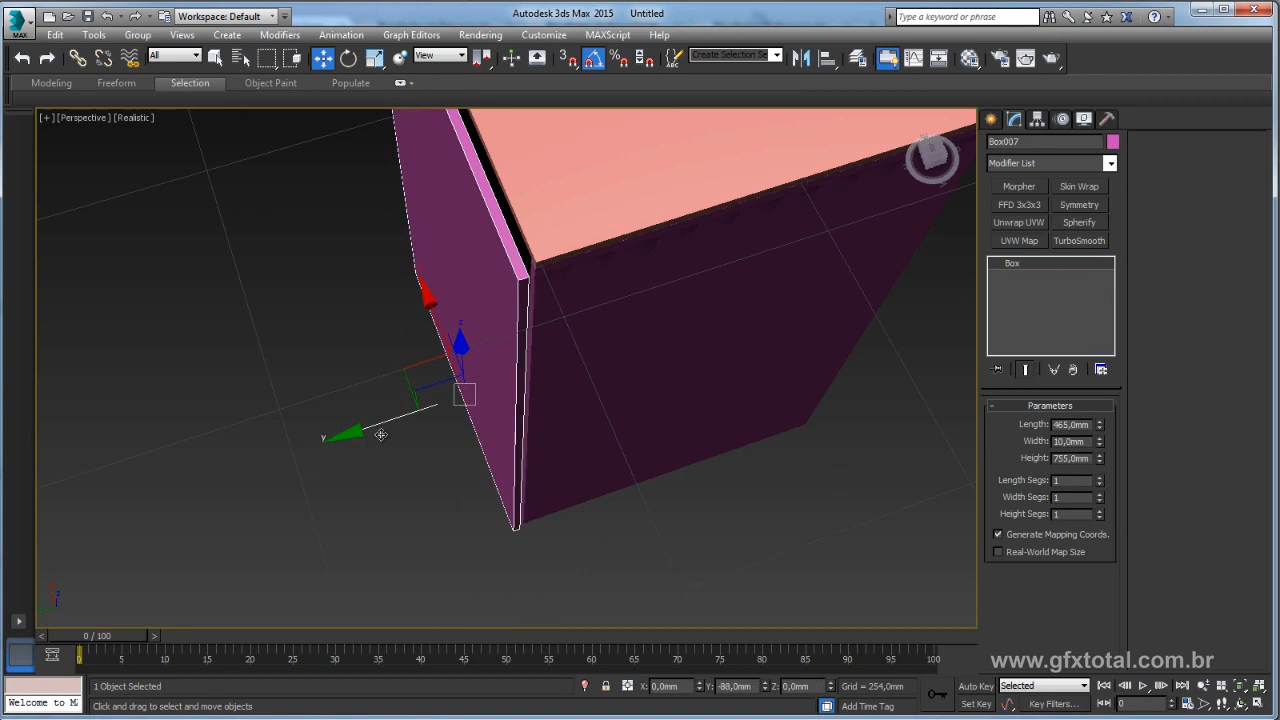 Autodesk 3ds Max 2015 Untitled
MAX
Workspace: Default
Type a keyword or phrase
Edit Tools Group Views Create Modifiers Animation Graph Editors Rendering Customize MAXScript Help
All View 3 % Create Selection Se
Modeling Freeform Selection Object Paint Populate
[+] [Perspective] [Realistic]
Box007
Modifier List
Morpher Skin Wrap
FFD 3x3x3 Symmetry
Unwrap UVW Spherify
UVW Map TurboSmooth
Box
z
y
Parameters
Length: 465,0mm
Width: 10,0mm
Height: 755,0mm
Length Segs: 1
Width Segs: 1
Height Segs: 1
Generate Mapping Coords.
Real-World Map Size
z
0 / 100
0 5 10 15 20 25 30 35 40 45 50 55 60 65 70 75 80 85 90 95 100
www.gfxtotal.com.br
1 Object Selected X: 0,0mm Y: -88,0mm Z: 0,0mm Grid = 254,0mm Auto Key Selected
Welcome to M Click and drag to select and move objects Add Time Tag Set Key Key Filters... 0